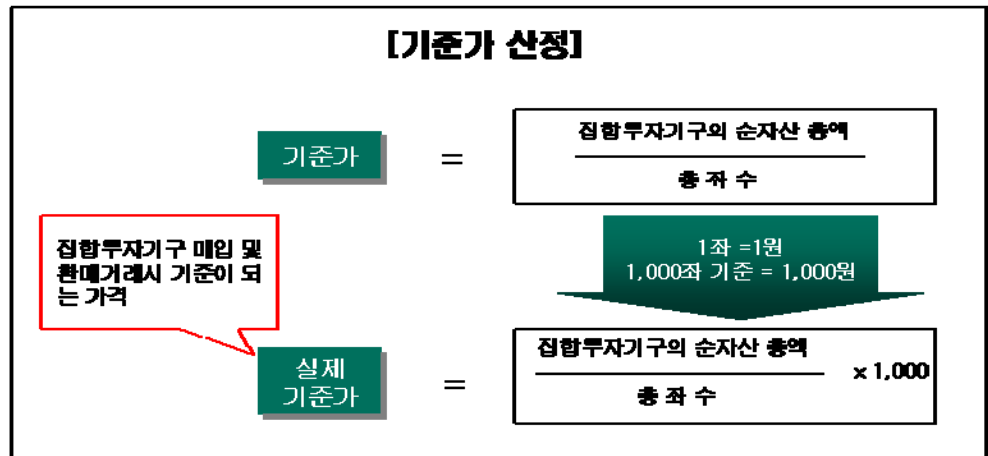 [기준가 산정]
기준가
=
집합투자기구의 순자산 총액
총 좌 수
1좌 =1원
1,000좌 기준 = 1,000원
집합투자기구 매입 및
환매거래시 기준이 되
는 가격
실제
기준가
=
집합투자기구의 순자산 총액
총 좌 수
x 1,000